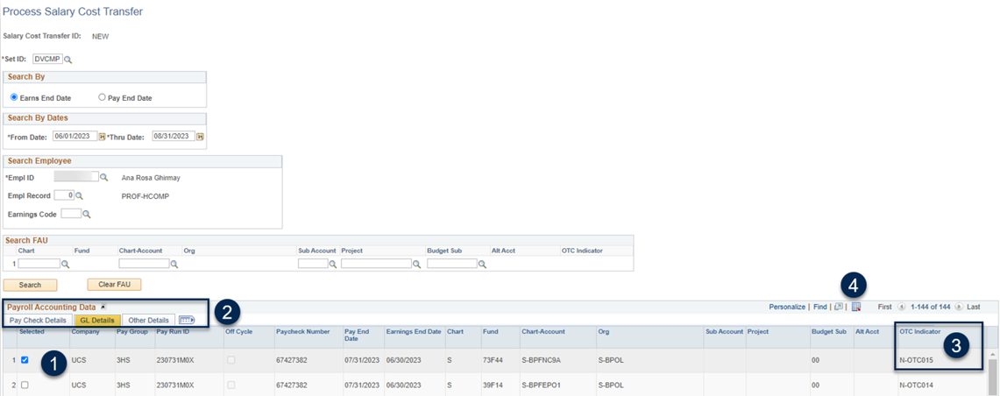 Process Salary Cost Transfer
Salary Cost Transfer ID: NEW
*Set ID: DVCMP
Search By
Earns End Date Pay End Date
Search By Dates
*From Date: 06/01/2023 *Thru Date: 08/31/2023
Search Employee
*Empl ID Ana Rosa Ghirmay
Empl Record 0 PROF-HCOMP
Earnings Code
Search FAU
Chart Fund Chart-Account Org Sub Account Project Budget Sub Alt Acct OTC Indicator
1
Search Clear FAU
4
Payroll Accounting Data Personalize | Find | | First 1-144 of 144 Last
2
Pay Check Details GL Details Other Details
Selected Company Pay Group Pay Run ID Off Cycle Paycheck Number Pay End Date Earnings End Date Chart Fund Chart-Account Org Sub Account Project Budget Sub Alt Acct OTC Indicator
3
1 1 UCS 3HS 230731M0X 67427382 07/31/2023 06/30/2023 S 73F44 S-BPFNC9A S-BPOL 00 N-OTC015
2 UCS 3HS 230731M0X 67427382 07/31/2023 06/30/2023 S 39F14 S-BPFEPO1 S-BPOL 00 N-OTC014